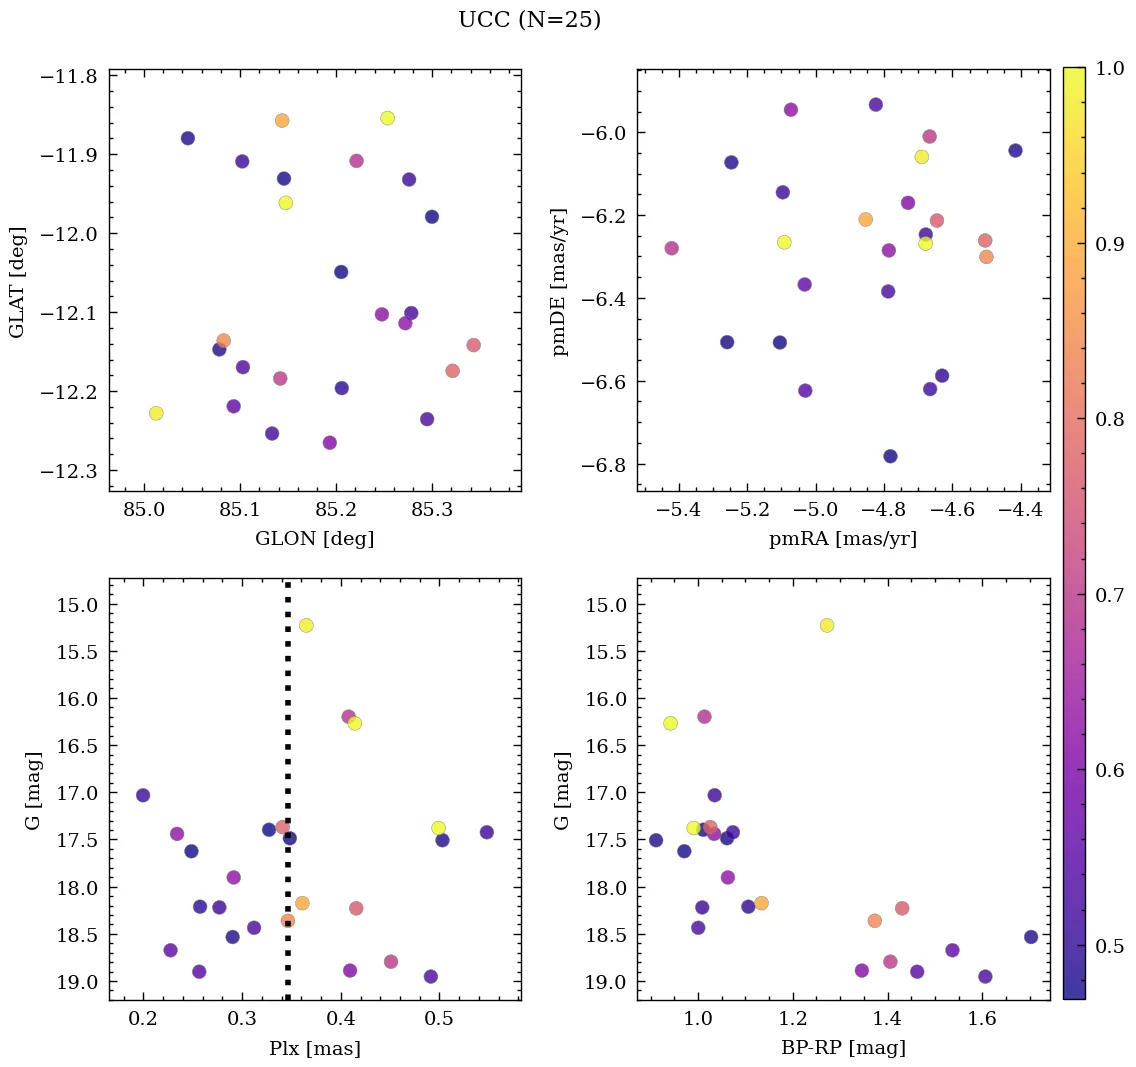 UCC (N=25)
−11.8
−11.9
−12.0
−12.1
−12.2
−12.3
GLAT [deg]
85.0 85.1 85.2 85.3
GLON [deg]
−6.0
−6.2
−6.4
−6.6
−6.8
pmDE [mas/yr]
−5.4 −5.2 −5.0 −4.8 −4.6 −4.4
pmRA [mas/yr]
15.0
15.5
16.0
16.5
17.0
17.5
18.0
18.5
19.0
G [mag]
0.2 0.3 0.4 0.5
Plx [mas]
15.0
15.5
16.0
16.5
17.0
17.5
18.0
18.5
19.0
G [mag]
1.0 1.2 1.4 1.6
BP-RP [mag]
1.0
0.9
0.8
0.7
0.6
0.5